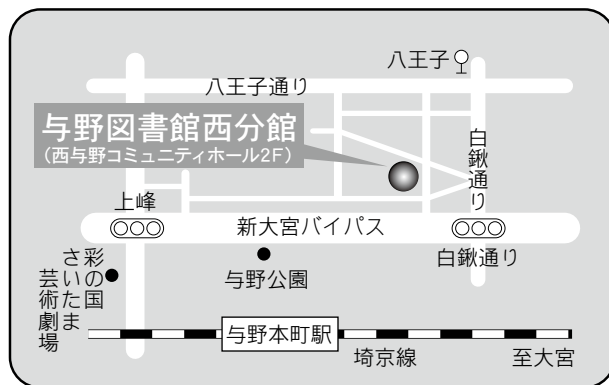 八王子
八王子通り
与野図書館西分館
(西与野コミュニティホール2F)
白鍬通り
上峰
新大宮バイパス
白鍬通り
与野公園
彩の国
さいたま
芸術劇場
与野本町駅
埼京線
至大宮